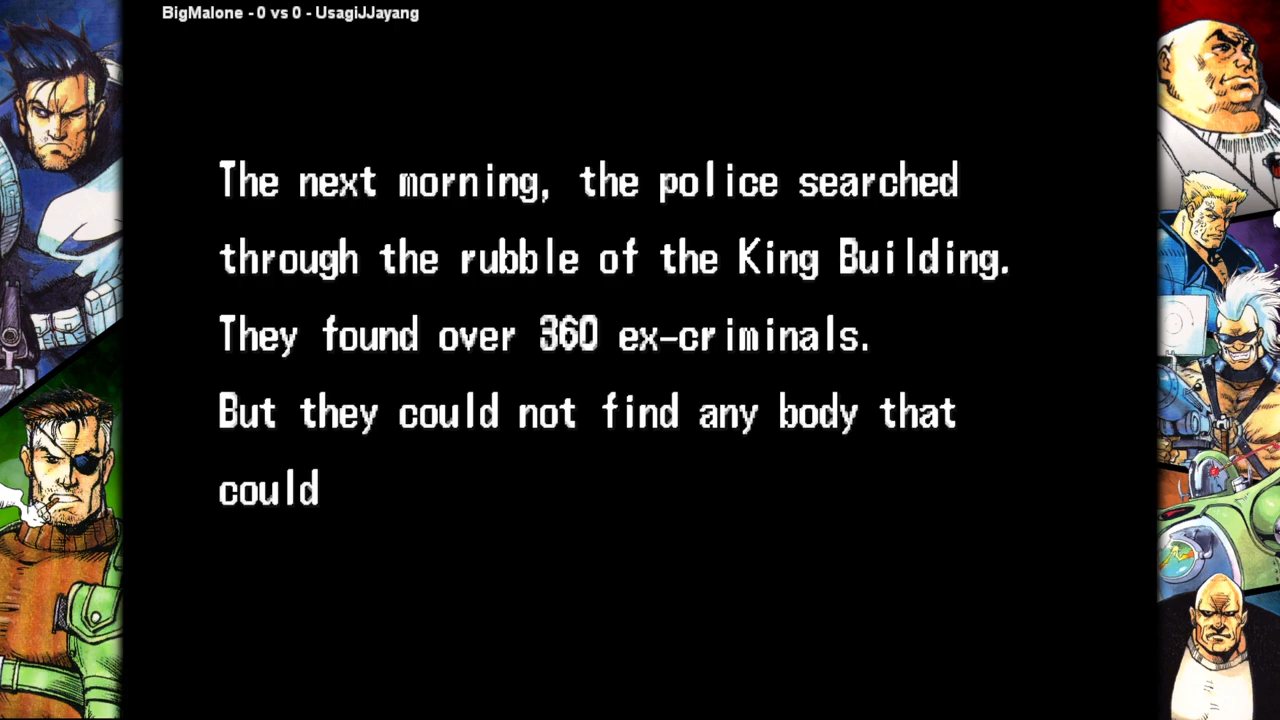 BigMalone - 0 vs 0 - UsagiJJayang
The next morning, the police searched
through the rubble of the King Building.
They found over 360 ex-criminals.
But they could not find any body that
could